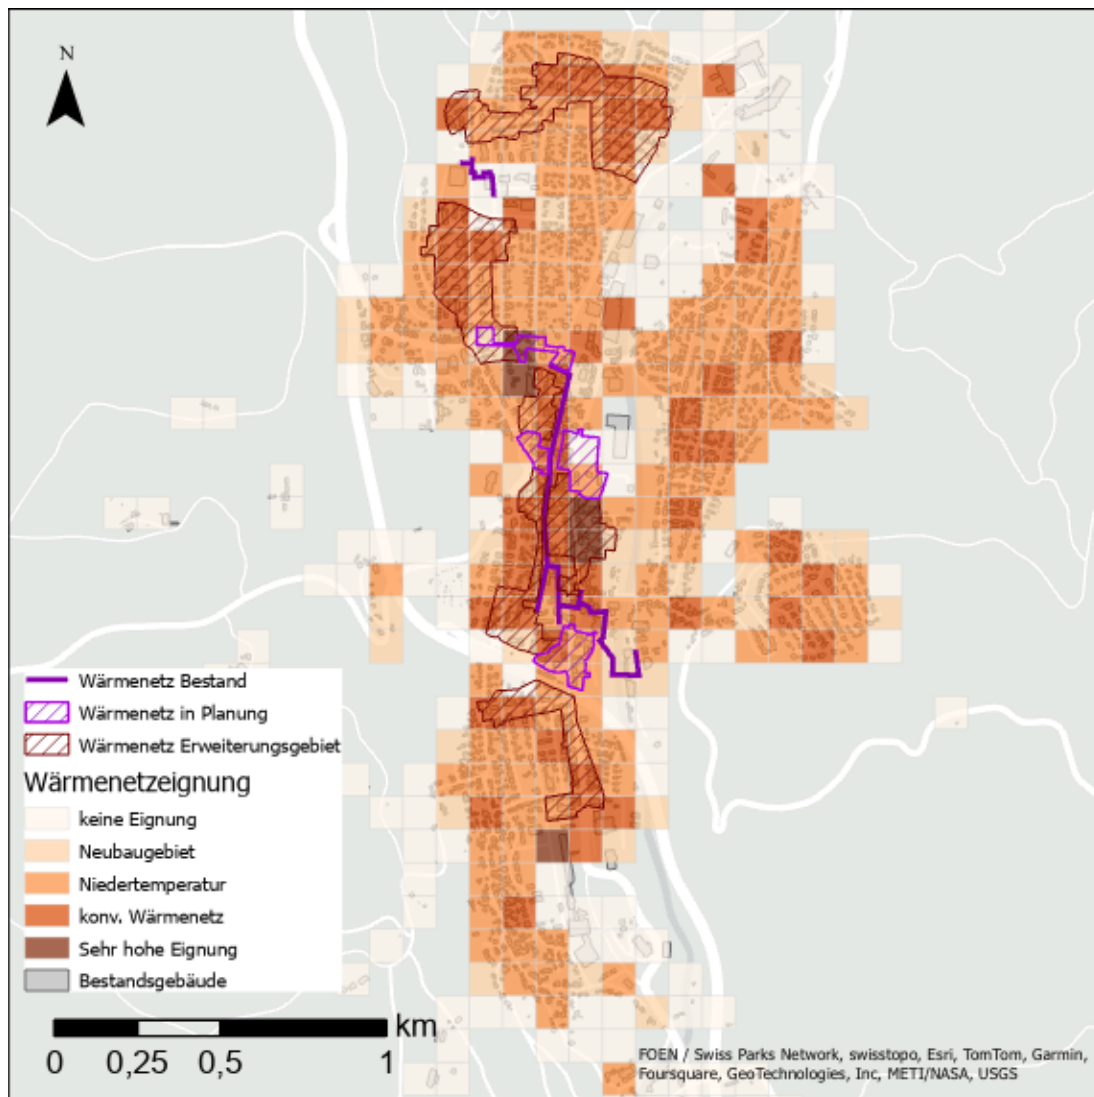 N
Wärmenetz Bestand
Wärmenetz in Planung
Wärmenetz Erweiterungsgebiet
Wärmenetzeignung
keine Eignung
Neubaugebiet
Niedertemperatur
konv. Wärmenetz
Sehr hohe Eignung
Bestandsgebäude
km
0 0,25 0,5 1
FOEN / Swiss Parks Network, swisstopo, Esri, TomTom, Garmin,
Foursquare, GeoTechnologies, Inc, METI/NASA, USGS